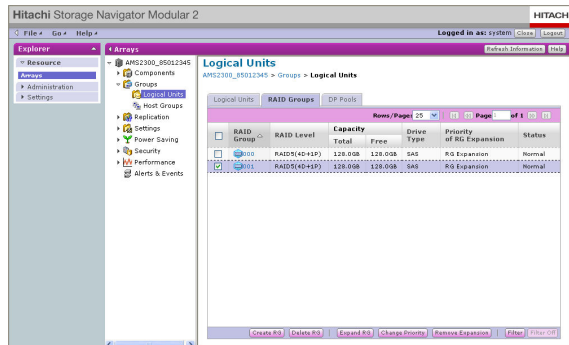 Hitachi Storage Navigator Modular 2
HITACHI
File Go Help
Logged in as: system Close Logout
Explorer
Resource
Arrays
Administration
Settings
Arrays
Refresh Information Help
AMS2300_85012345
Components
Groups
Logical Units
Host Groups
Replication
Settings
Power Saving
Security
Performance
Alerts & Events
Logical Units
AMS2300_85012345 > Groups > Logical Units
Logical Units RAID Groups DP Pools
Rows/Page: 25 Page 1 of 1
RAID Group RAID Level Capacity Total Free Drive Type Priority of RG Expansion Status
000 RAID5(4D+1P) 128.0GB 128.0GB SAS RG Expansion Normal
001 RAID5(4D+1P) 128.0GB 128.0GB SAS RG Expansion Normal
Create RG Delete RG Expand RG Change Priority Remove Expansion Filter Filter Off